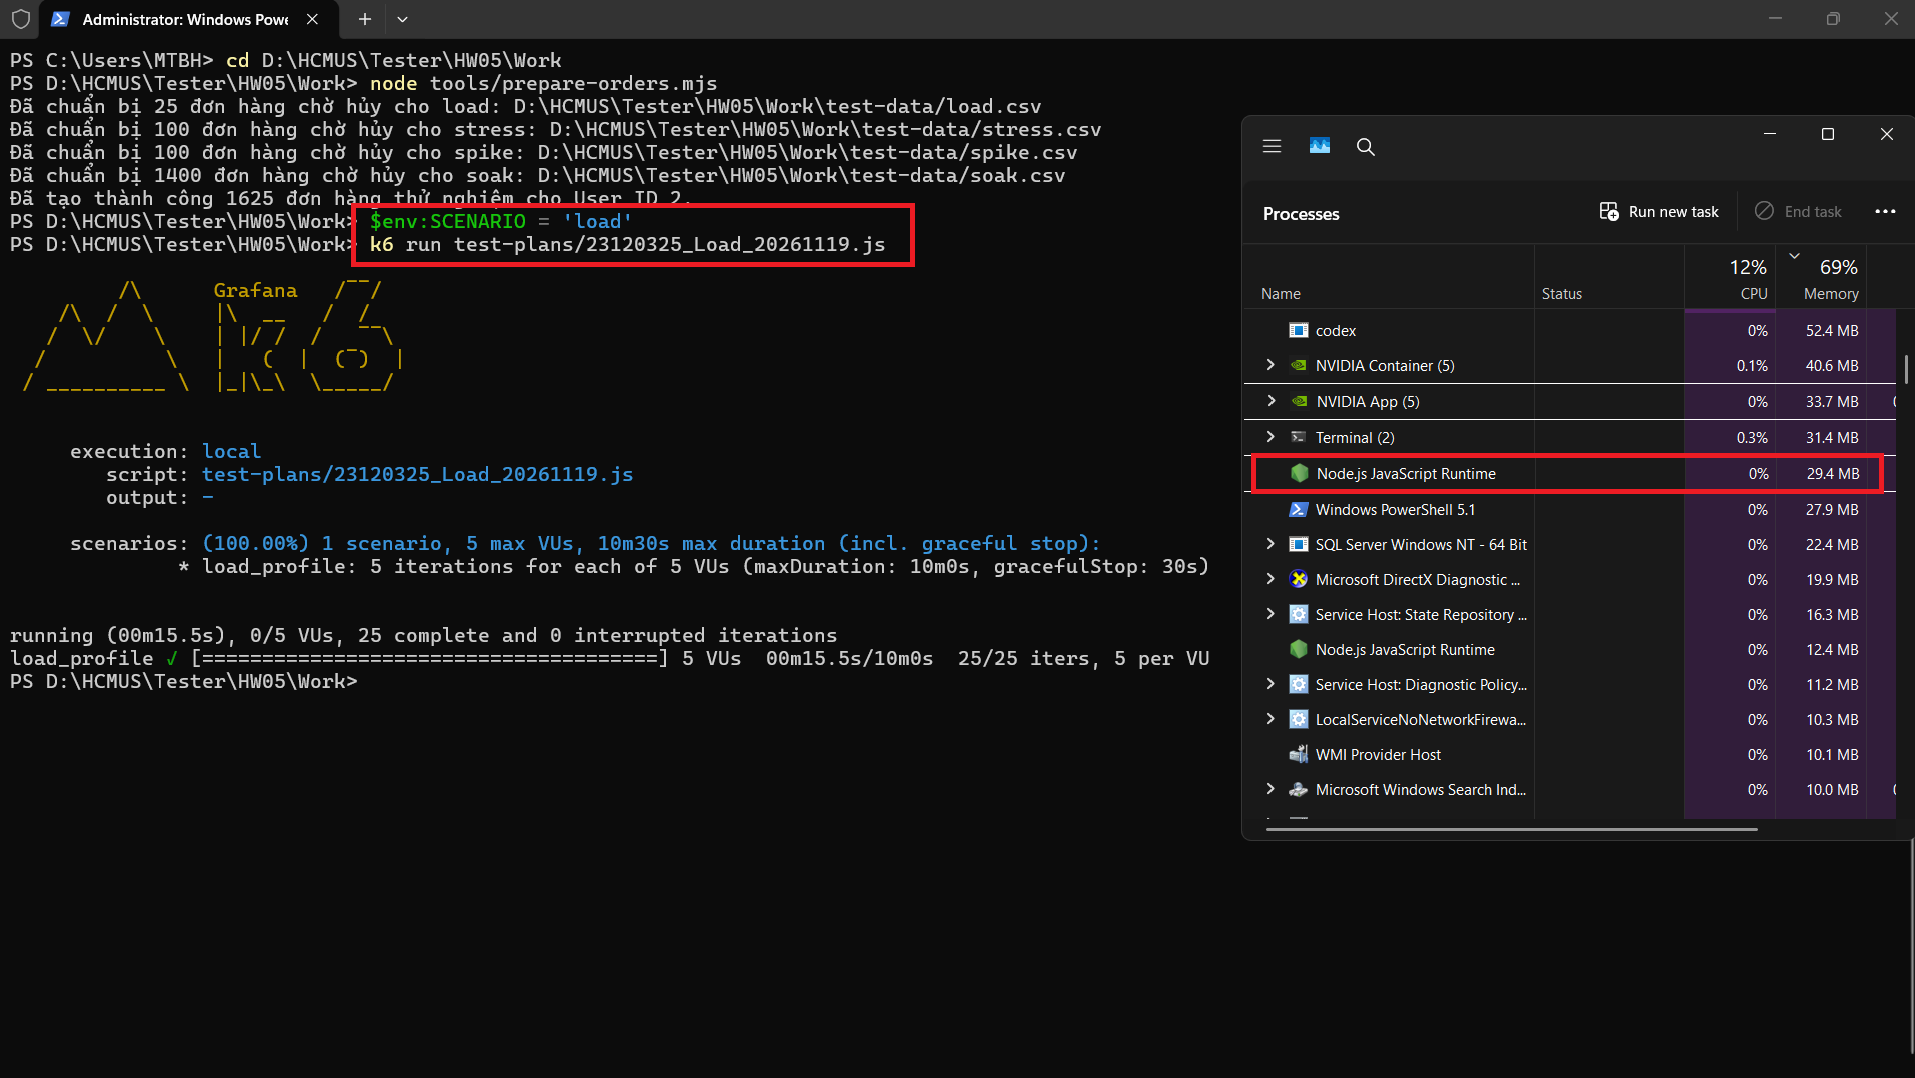 Administrator: Windows Powe
PS C:\Users\MTBH> cd D:\HCMUS\Tester\HW05\Work
PS D:\HCMUS\Tester\HW05\Work> node tools/prepare-orders.mjs
Đã chuẩn bị 25 đơn hàng chờ hủy cho load: D:\HCMUS\Tester\HW05\Work\test-data/load.csv
Đã chuẩn bị 100 đơn hàng chờ hủy cho stress: D:\HCMUS\Tester\HW05\Work\test-data/stress.csv
Đã chuẩn bị 100 đơn hàng chờ hủy cho spike: D:\HCMUS\Tester\HW05\Work\test-data/spike.csv
Đã chuẩn bị 1400 đơn hàng chờ hủy cho soak: D:\HCMUS\Tester\HW05\Work\test-data/soak.csv
Đã tạo thành công 1625 đơn hàng thử nghiệm cho User ID 2.
PS D:\HCMUS\Tester\HW05\Work> $env:SCENARIO = 'load'
PS D:\HCMUS\Tester\HW05\Work> k6 run test-plans/23120325_Load_20261119.js
Grafana
execution: local
script: test-plans/23120325_Load_20261119.js
output: -
scenarios: (100.00%) 1 scenario, 5 max VUs, 10m30s max duration (incl. graceful stop):
* load_profile: 5 iterations for each of 5 VUs (maxDuration: 10m0s, gracefulStop: 30s)
running (00m15.5s), 0/5 VUs, 25 complete and 0 interrupted iterations
load_profile ✓ [======================================] 5 VUs  00m15.5s/10m0s  25/25 iters, 5 per VU
PS D:\HCMUS\Tester\HW05\Work>
Processes
Run new task
End task
12% 69%
Name Status CPU Memory
codex 0% 52.4 MB
NVIDIA Container (5) 0.1% 40.6 MB
NVIDIA App (5) 0% 33.7 MB
Terminal (2) 0.3% 31.4 MB
Node.js JavaScript Runtime 0% 29.4 MB
Windows PowerShell 5.1 0% 27.9 MB
SQL Server Windows NT - 64 Bit 0% 22.4 MB
Microsoft DirectX Diagnostic ... 0% 19.9 MB
Service Host: State Repository ... 0% 16.3 MB
Node.js JavaScript Runtime 0% 12.4 MB
Service Host: Diagnostic Policy... 0% 11.2 MB
LocalServiceNoNetworkFirewa... 0% 10.3 MB
WMI Provider Host 0% 10.1 MB
Microsoft Windows Search Ind... 0% 10.0 MB